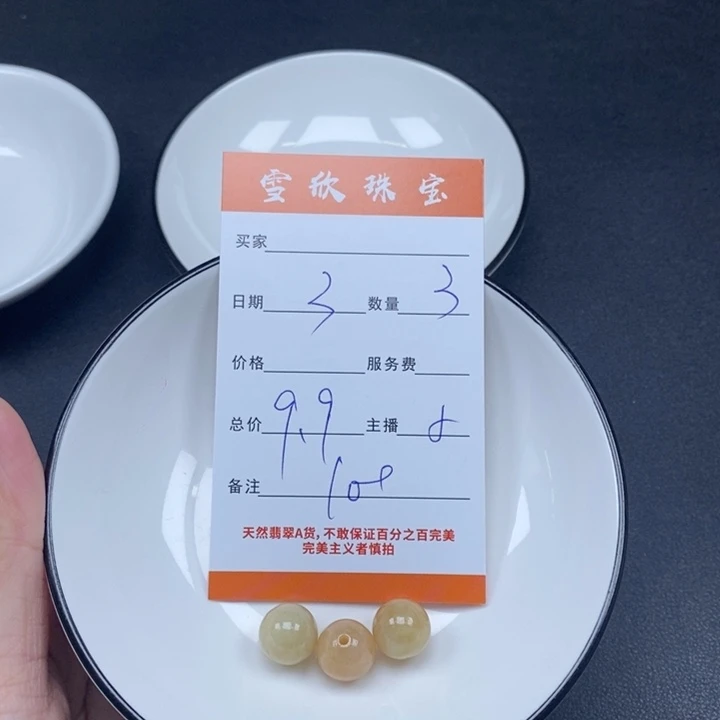 雪欣珠宝
买家
日期 3 数量 3
价格 服务费
总价 9.9 主播
备注
天然翡翠A货,不敢保证百分之百完美
完美主义者慎拍